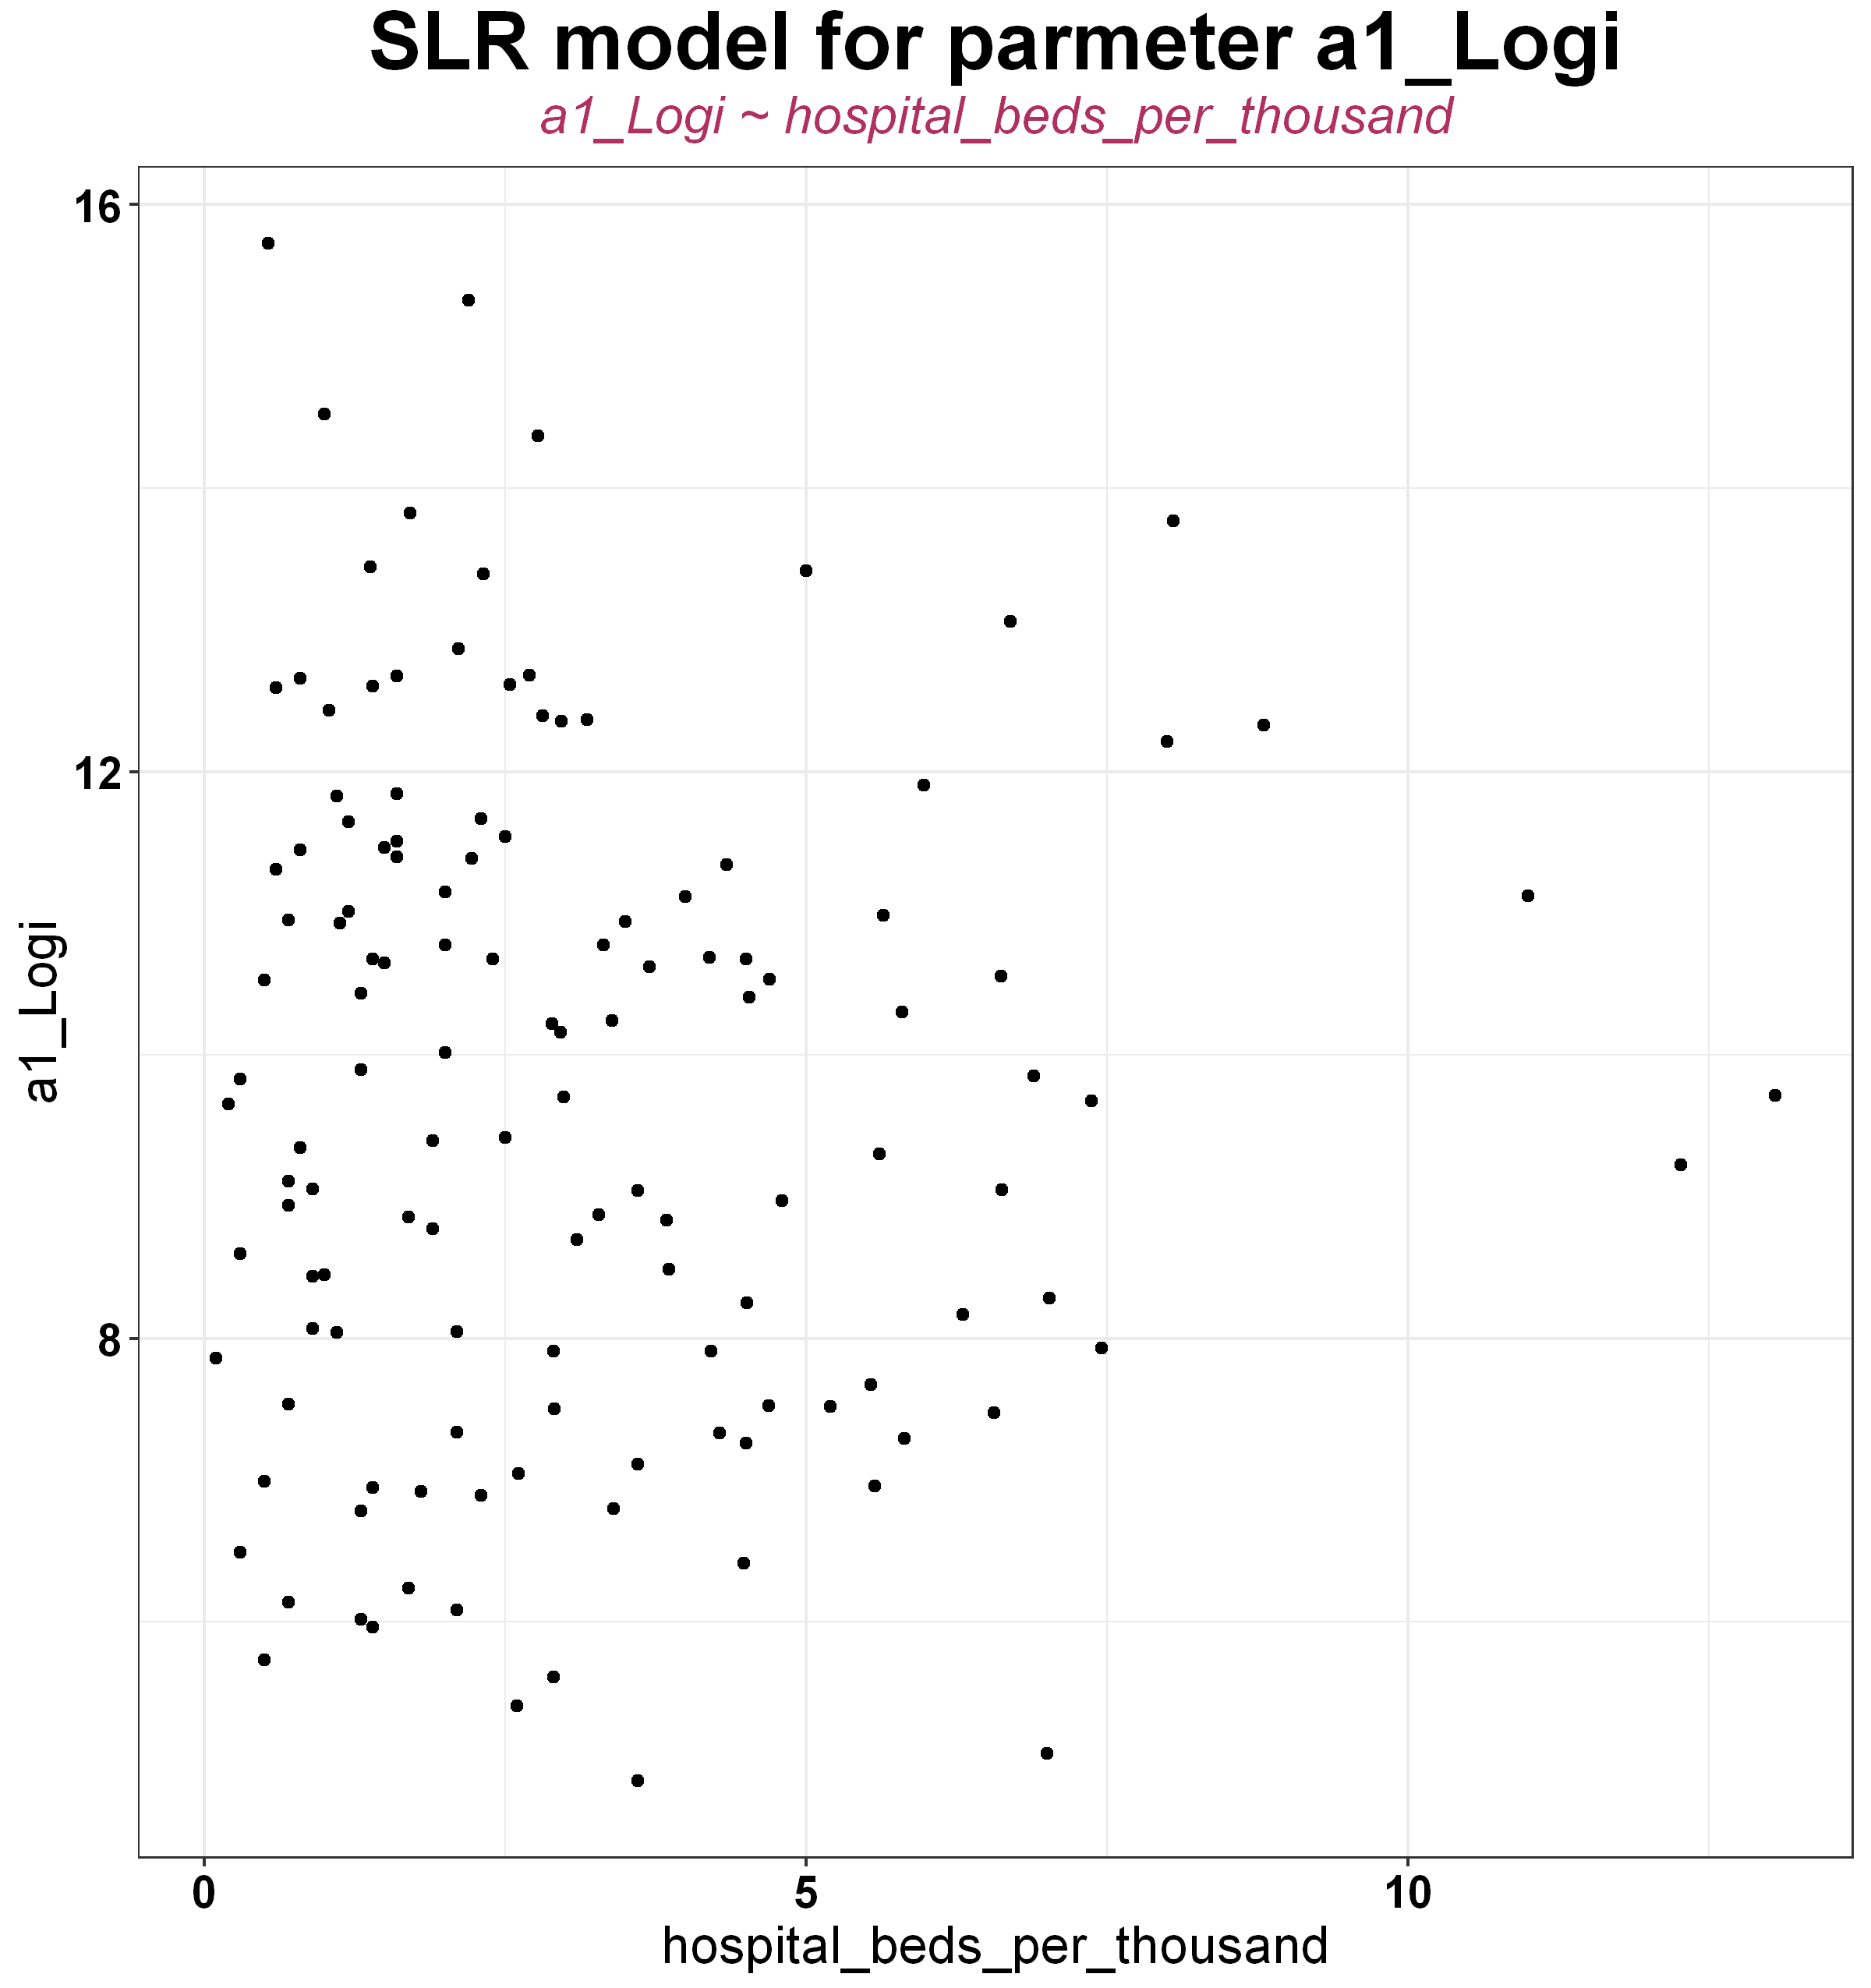 SLR model for parmeter a1_Logi
a1_Logi ~ hospital_beds_per_thousand
16
12
8
a1_Logi
0 5 10
hospital_beds_per_thousand